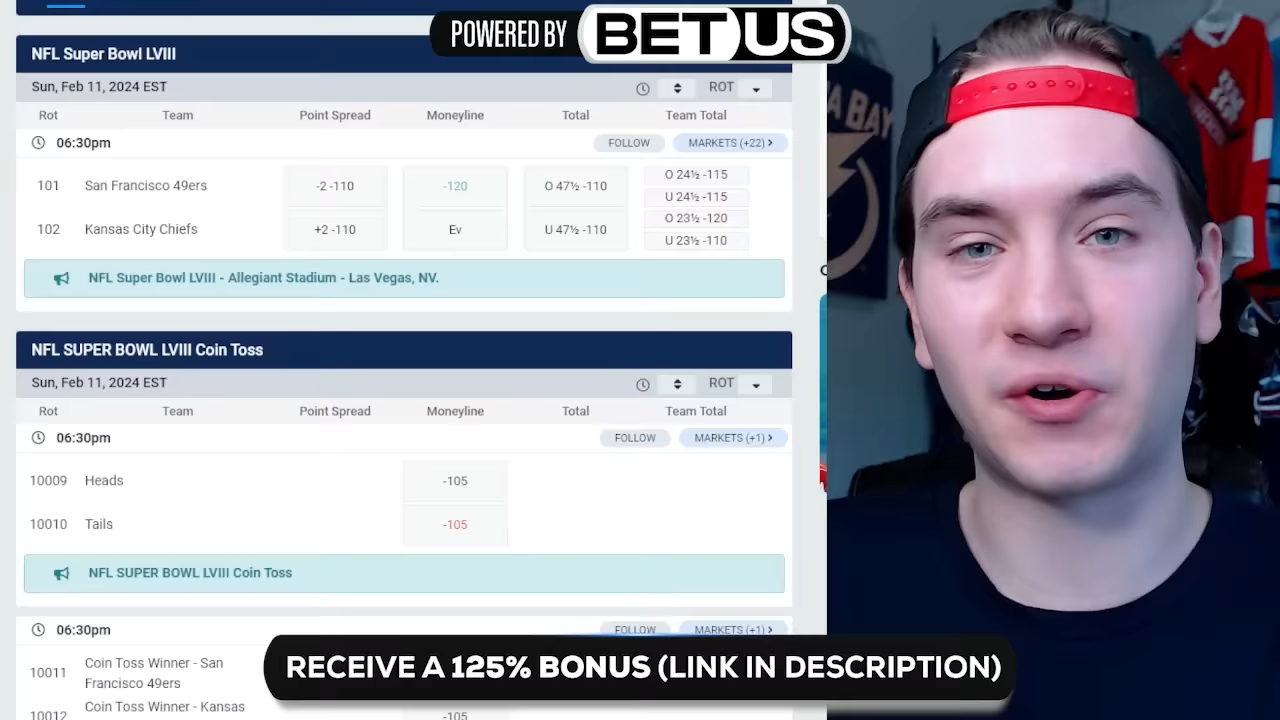 POWERED BY BETUS
NFL Super Bowl LVIII
Sun, Feb 11, 2024 EST ROT
Rot Team Point Spread Moneyline Total Team Total
06:30pm FOLLOW MARKETS (+22)
101 San Francisco 49ers -2 -110 -120 O 47½ -110 O 24½ -115
U 24½ -115
102 Kansas City Chiefs +2 -110 Ev U 47½ -110 O 23½ -120
U 23½ -110
NFL Super Bowl LVIII - Allegiant Stadium - Las Vegas, NV.
NFL SUPER BOWL LVIII Coin Toss
Sun, Feb 11, 2024 EST ROT
Rot Team Point Spread Moneyline Total Team Total
06:30pm FOLLOW MARKETS (+1)
10009 Heads -105
10010 Tails -105
NFL SUPER BOWL LVIII Coin Toss
06:30pm FOLLOW MARKETS (+1)
10011 Coin Toss Winner - San
Francisco 49ers
10012 Coin Toss Winner - Kansas
-105
RECEIVE A 125% BONUS (LINK IN DESCRIPTION)
A BAY